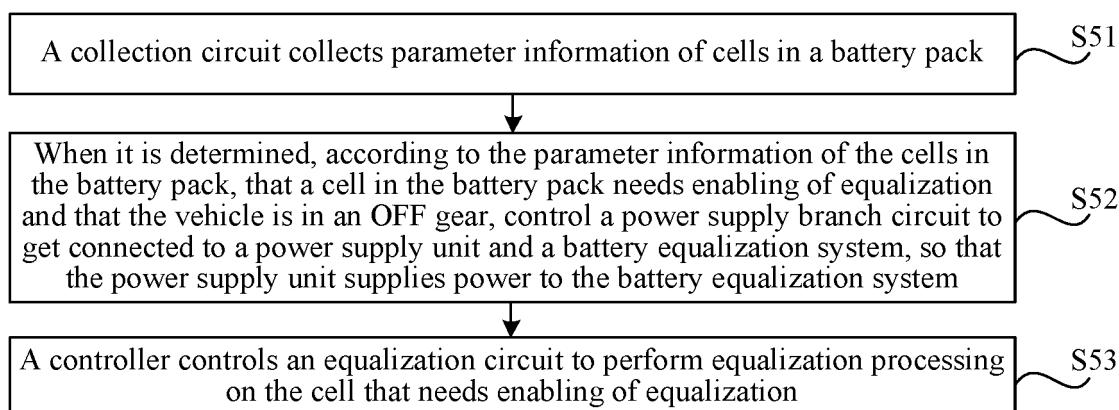 A collection circuit collects parameter information of cells in a battery pack
S51
When it is determined, according to the parameter information of the cells in
the battery pack, that a cell in the battery pack needs enabling of equalization
and that the vehicle is in an OFF gear, control a power supply branch circuit to
get connected to a power supply unit and a battery equalization system, so that
the power supply unit supplies power to the battery equalization system
S52
A controller controls an equalization circuit to perform equalization processing
on the cell that needs enabling of equalization
S53